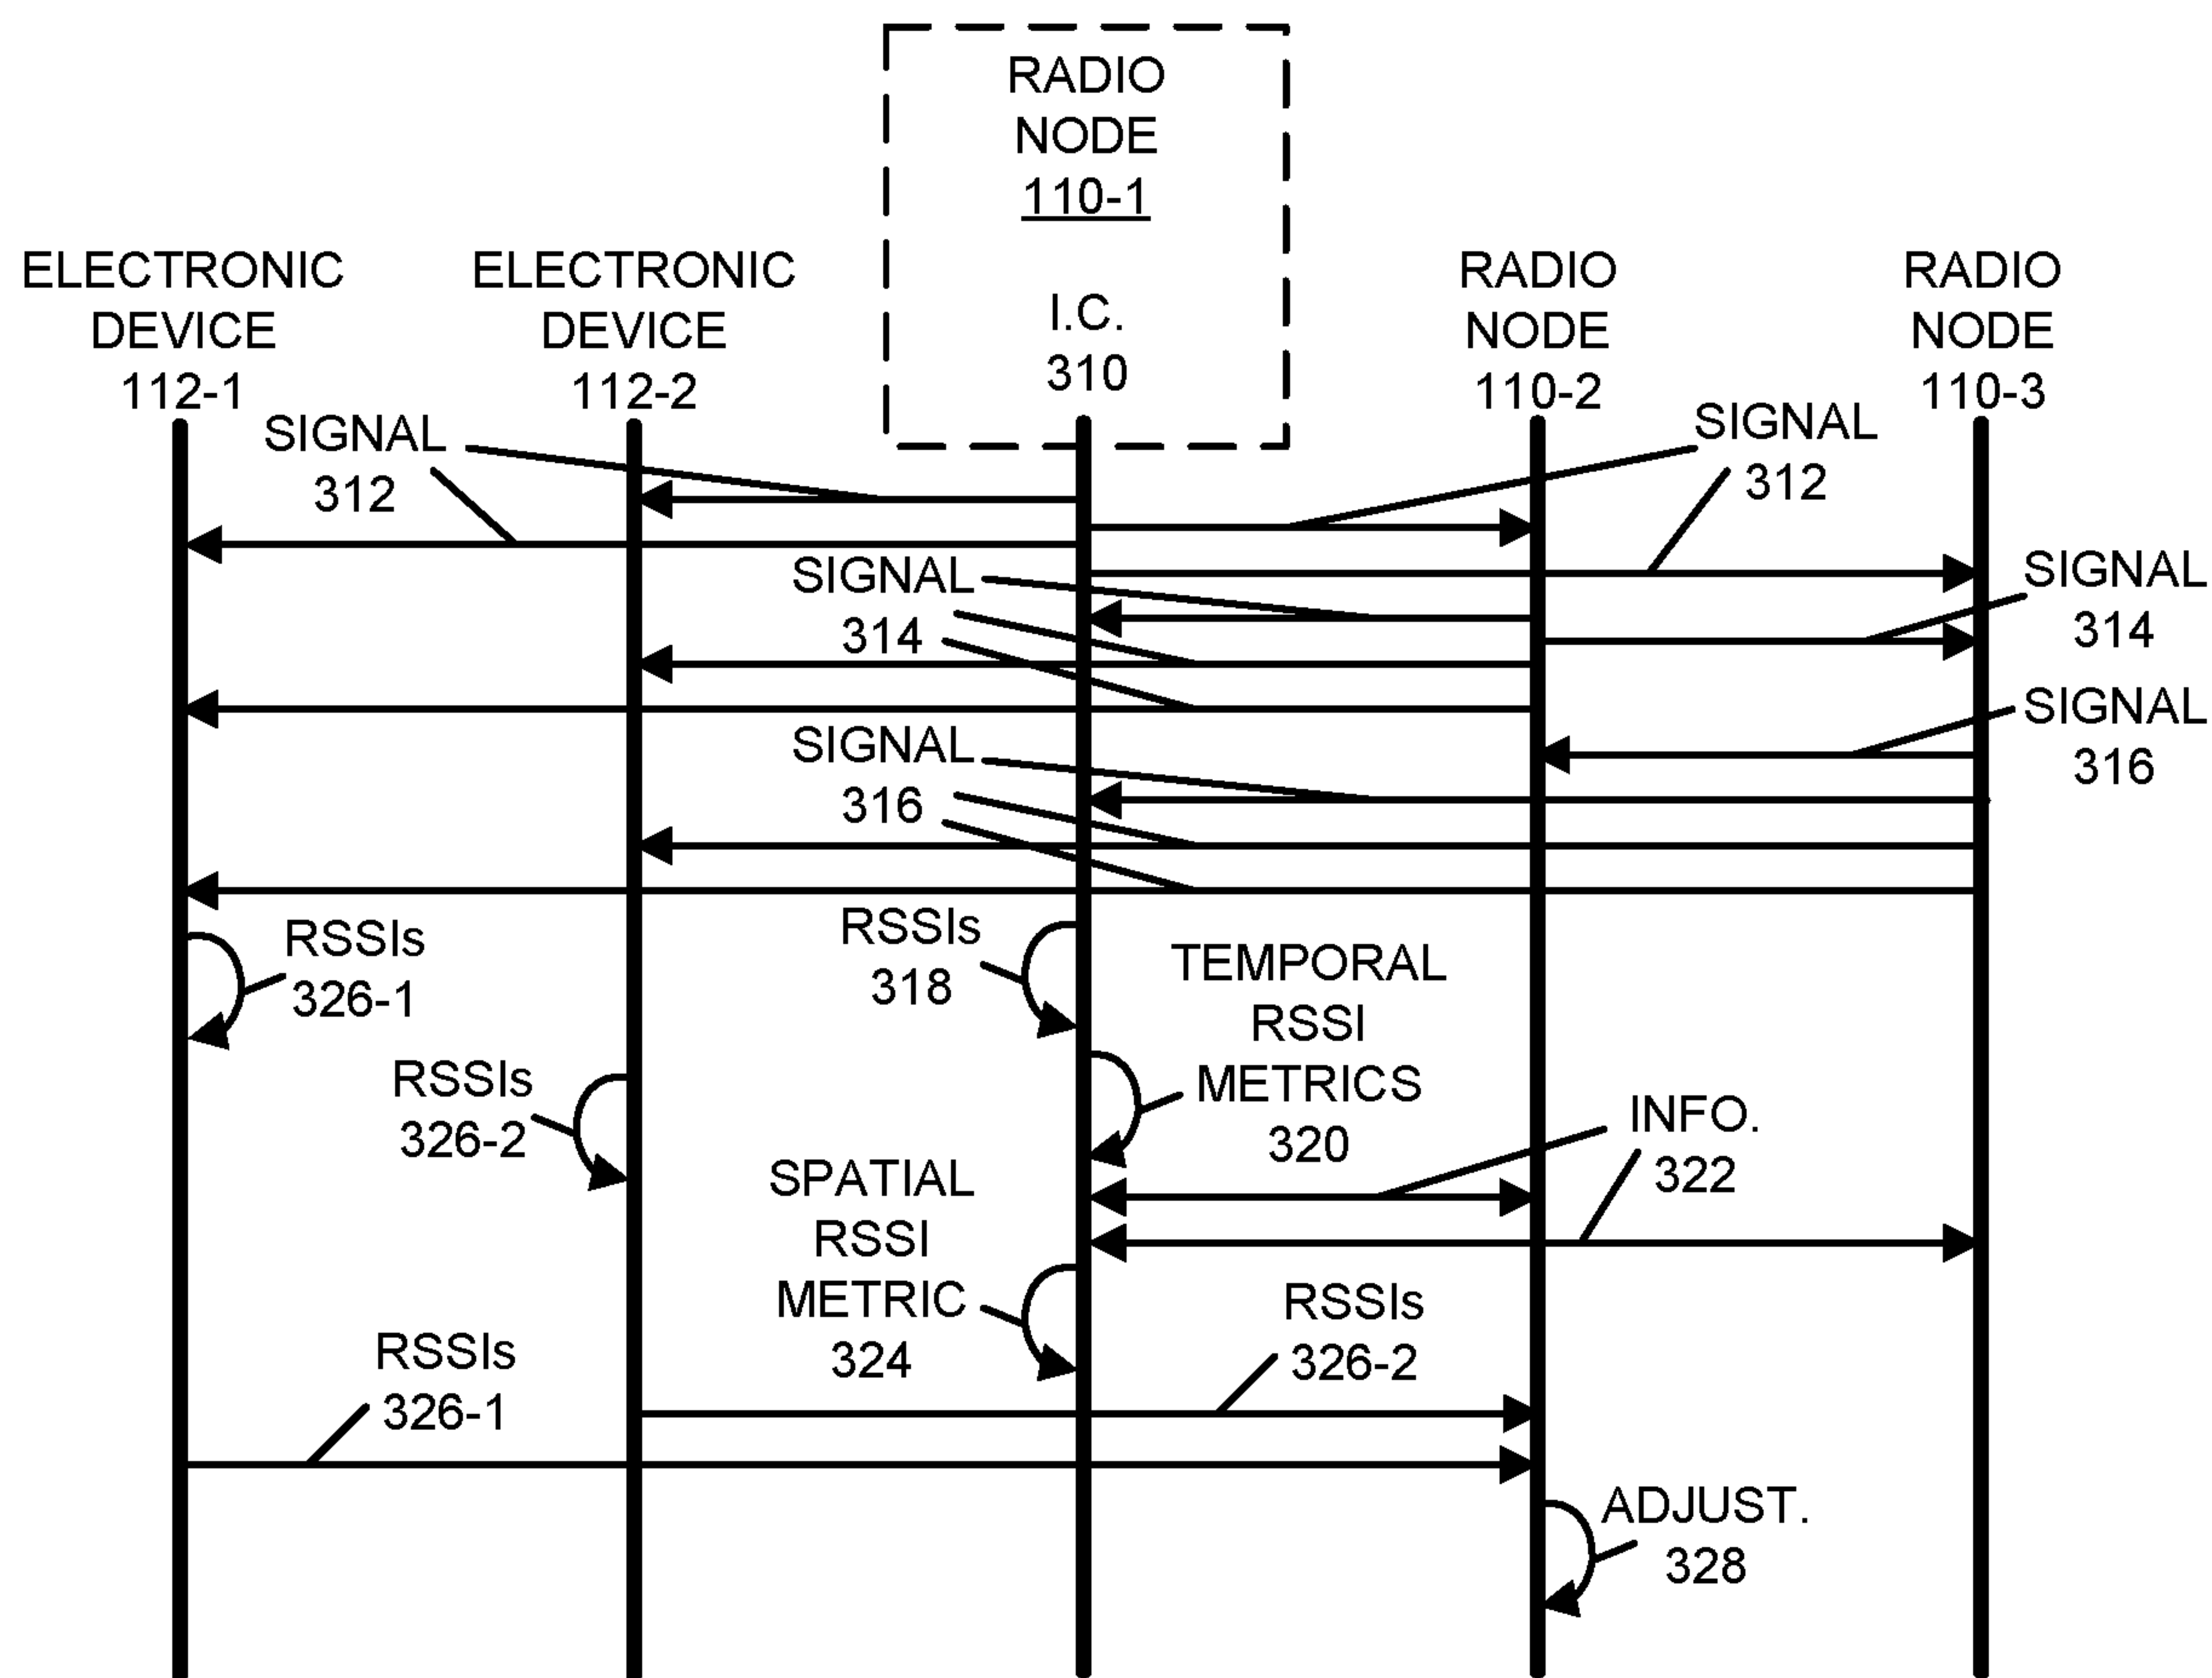 RADIO
NODE
110-1
I.C.
310
ELECTRONIC
DEVICE
112-1
ELECTRONIC
DEVICE
112-2
RADIO
NODE
110-2
RADIO
NODE
110-3
SIGNAL
312
SIGNAL
312
SIGNAL
314
SIGNAL
314
SIGNAL
316
SIGNAL
316
RSSIs
326-1
RSSIs
318
TEMPORAL
RSSI
METRICS
320
RSSIs
326-2
INFO.
322
SPATIAL
RSSI
METRIC
324
RSSIs
326-2
RSSIs
326-1
ADJUST.
328